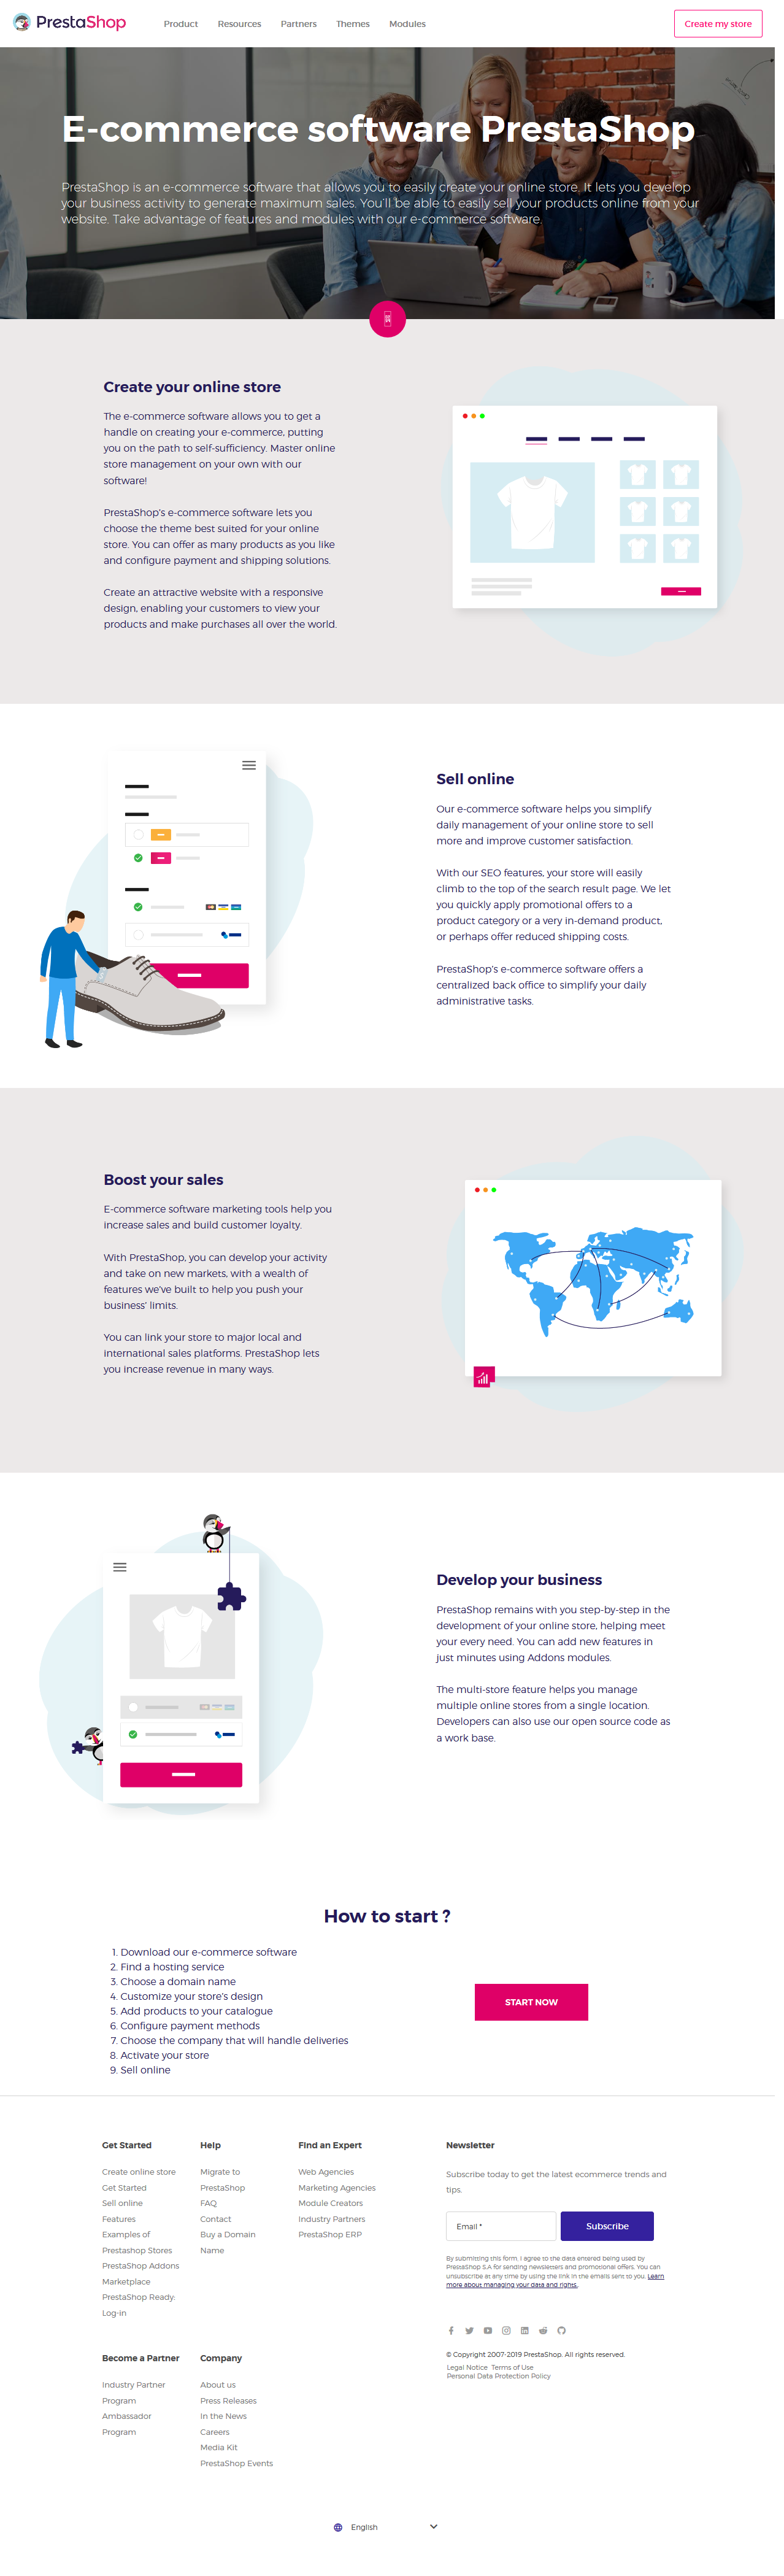 PrestaShop
Product
Resources
Partners
Themes
Modules
Create my store
E-commerce software PrestaShop
PrestaShop is an e-commerce software that allows you to easily create your online store. It lets you develop
your business activity to generate maximum sales. You'll be able to easily sell your products online from your
website. Take advantage of features and modules with our e-commerce software.
Create your online store
The e-commerce software allows you to get a
handle on creating your e-commerce, putting
you on the path to self-sufficiency. Master online
store management on your own with our
software!
PrestaShop's e-commerce software lets you
choose the theme best suited for your online
store. You can offer as many products as you like
and configure payment and shipping solutions.
Create an attractive website with a responsive
design, enabling your customers to view your
products and make purchases all over the world.
Sell online
Our e-commerce software helps you simplify
daily management of your online store to sell
more and improve customer satisfaction.
With our SEO features, your store will easily
climb to the top of the search result page. We let
you quickly apply promotional offers to a
product category or a very in-demand product,
or perhaps offer reduced shipping costs.
PrestaShop's e-commerce software offers a
centralized back office to simplify your daily
administrative tasks.
Boost your sales
E-commerce software marketing tools help you
increase sales and build customer loyalty.
With PrestaShop, you can develop your activity
and take on new markets, with a wealth of
features we've built to help you push your
business' limits.
You can link your store to major local and
international sales platforms. PrestaShop lets
you increase revenue in many ways.
Develop your business
PrestaShop remains with you step-by-step in the
development of your online store, helping meet
your every need. You can add new features in
just minutes using Addons modules.
The multi-store feature helps you manage
multiple online stores from a single location.
Developers can also use our open source code as
a work base.
How to start ?
1. Download our e-commerce software
2. Find a hosting service
3. Choose a domain name
4. Customize your store's design
5. Add products to your catalogue
6. Configure payment methods
7. Choose the company that will handle deliveries
8. Activate your store
9. Sell online
START NOW
Get Started
Create online store
Get Started
Sell online
Features
Examples of
Prestashop Stores
PrestaShop Addons
Marketplace
PrestaShop Ready:
Log-in
Help
Migrate to
PrestaShop
FAQ
Contact
Buy a Domain
Name
Find an Expert
Web Agencies
Marketing Agencies
Module Creators
Industry Partners
PrestaShop ERP
Newsletter
Subscribe today to get the latest ecommerce trends and
tips.
Email *
Subscribe
By submitting this form, I agree to the data entered being used by
PrestaShop S.A for sending newsletters and promotional offers. You can
unsubscribe at any time by using the link in the emails sent to you. Learn
more about managing your data and rights.
© Copyright 2007-2019 PrestaShop. All rights reserved.
Legal Notice Terms of Use
Personal Data Protection Policy
Become a Partner
Industry Partner
Program
Ambassador
Program
Company
About us
Press Releases
In the News
Careers
Media Kit
PrestaShop Events
English